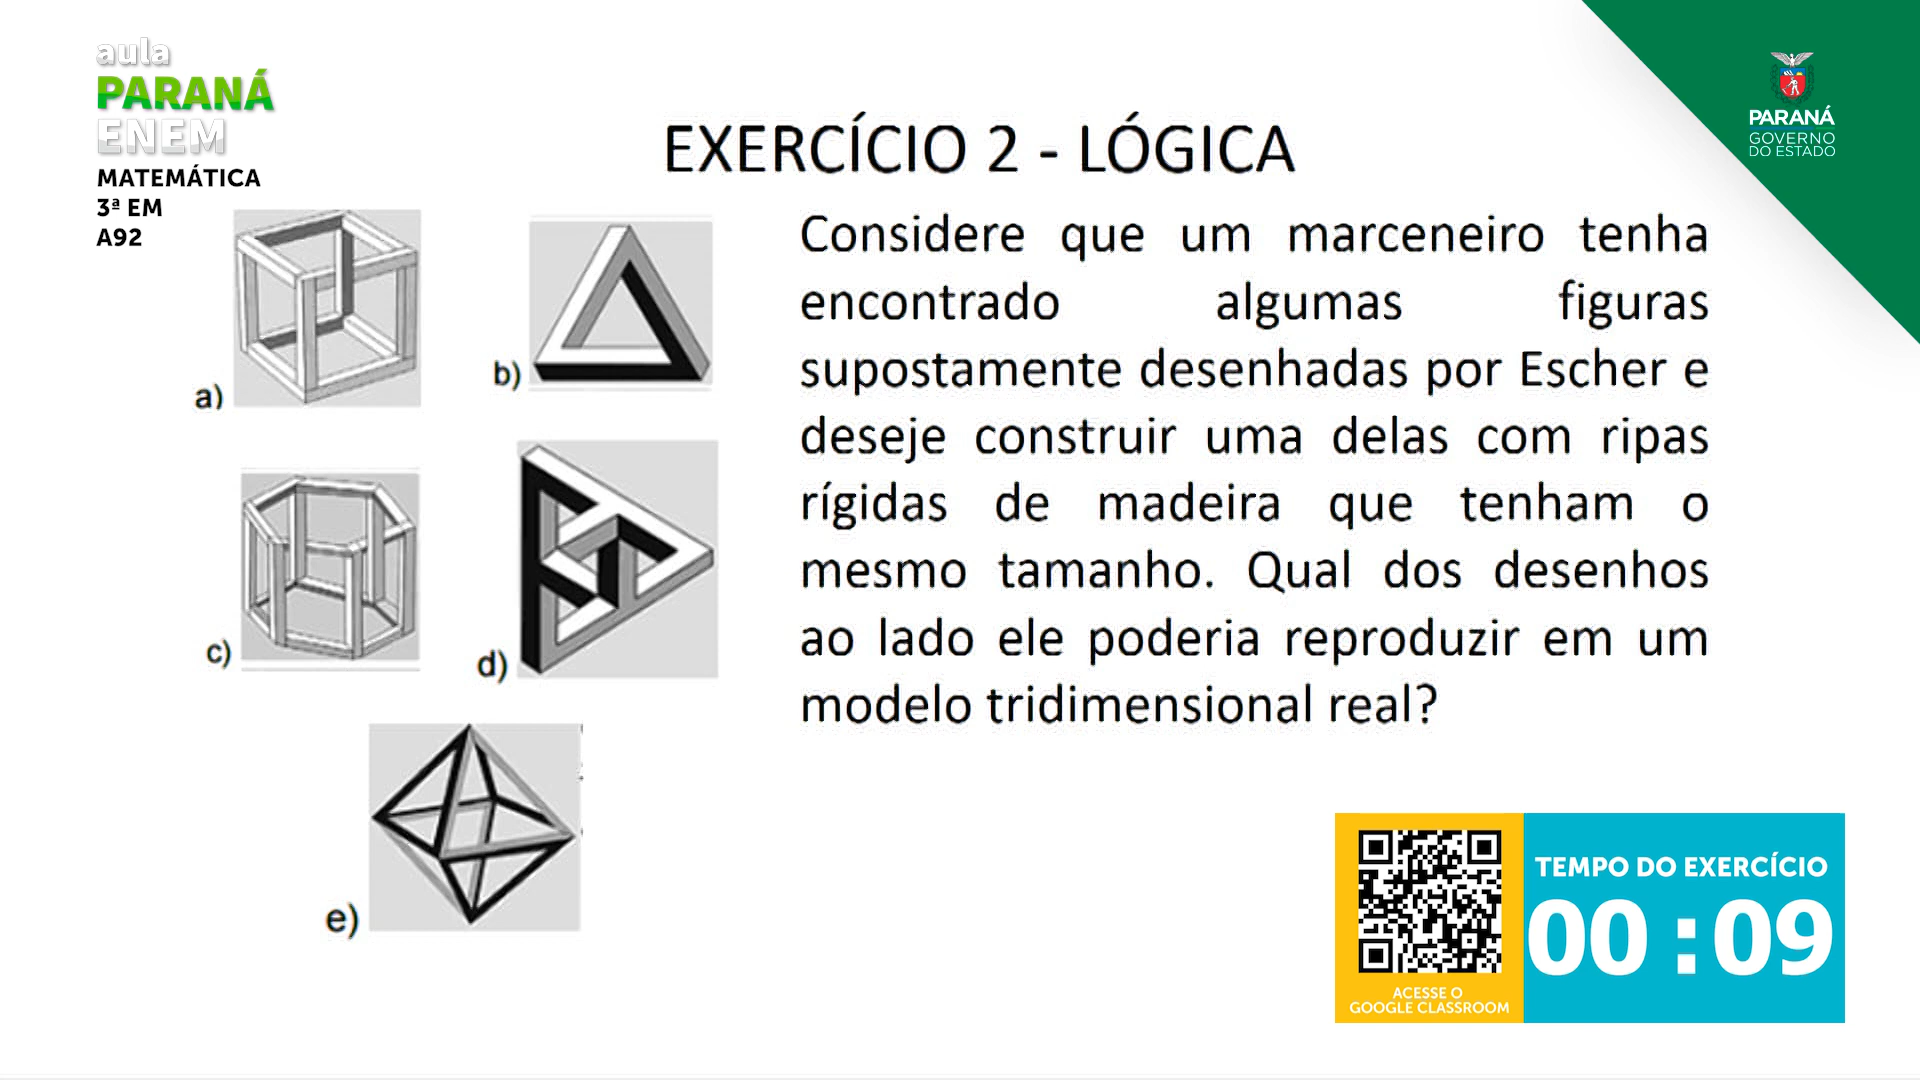 aula
PARANÁ
ENEM
MATEMÁTICA
3ª EM
A92
PARANÁ
GOVERNO
DO ESTADO
EXERCÍCIO 2 - LÓGICA
a)
b)
c)
d)
e)
Considere que um marceneiro tenha
encontrado algumas figuras
supostamente desenhadas por Escher e
deseje construir uma delas com ripas
rígidas de madeira que tenham o
mesmo tamanho. Qual dos desenhos
ao lado ele poderia reproduzir em um
modelo tridimensional real?
ACESSE O
GOOGLE CLASSROOM
TEMPO DO EXERCÍCIO
00 : 09